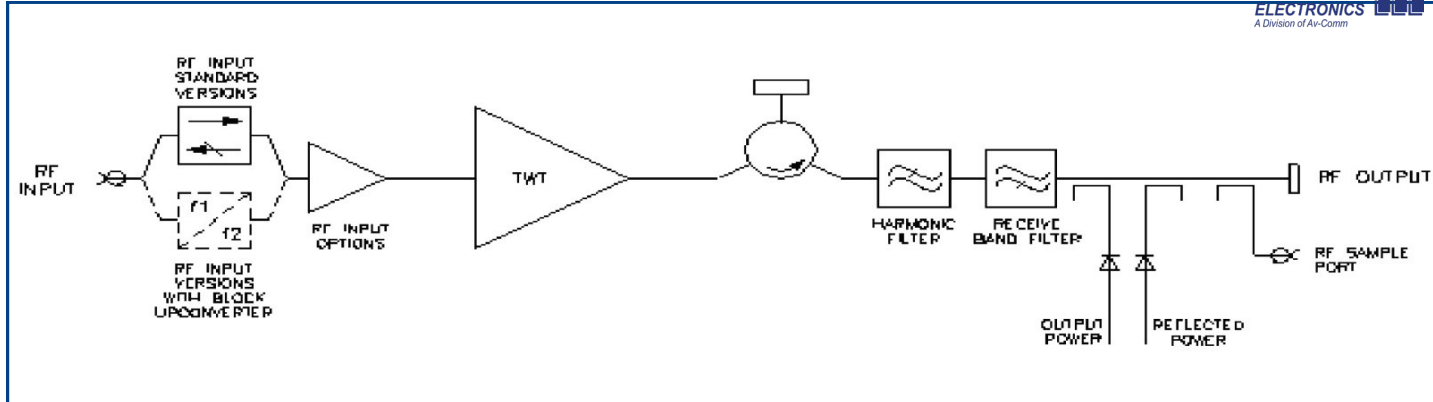 ELECTRONICS
A Division of Av-Comm
RF INPUT
STANDARD
VERSIONS
RF
INPUT
f1
f2
RF INPUT
VERSIONS
WITH BLOCK
UPCONVERTER
RF INPUT
OPTIONS
TWT
HARMONIC
FILTER
RECEIVE
BAND FILTER
RF OUTPUT
RF SAMPLE
PORT
OUTPUT
POWER
REFLECTED
POWER